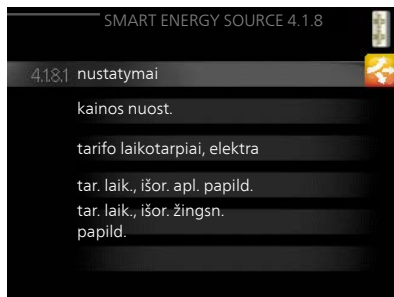 SMART ENERGY SOURCE 4.1.8
4.1.8.1 nustatymai
kainos nuost.
tarifo laikotarpiai, elektra
tar. laik., išor. apl. papild.
tar. laik., išor. žingsn.
papild.